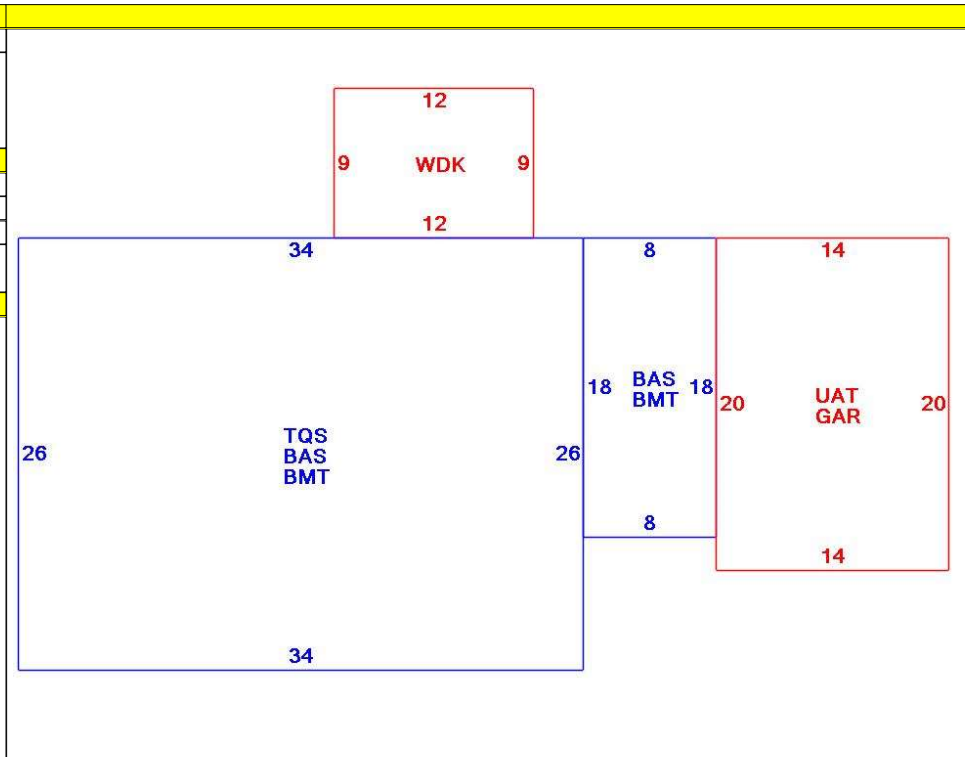 12
9 WDK 9
12
34 8 14
18 BAS 18
BMT
20 UAT 20
GAR
26 TQS 26
BAS
BMT
8
14
34